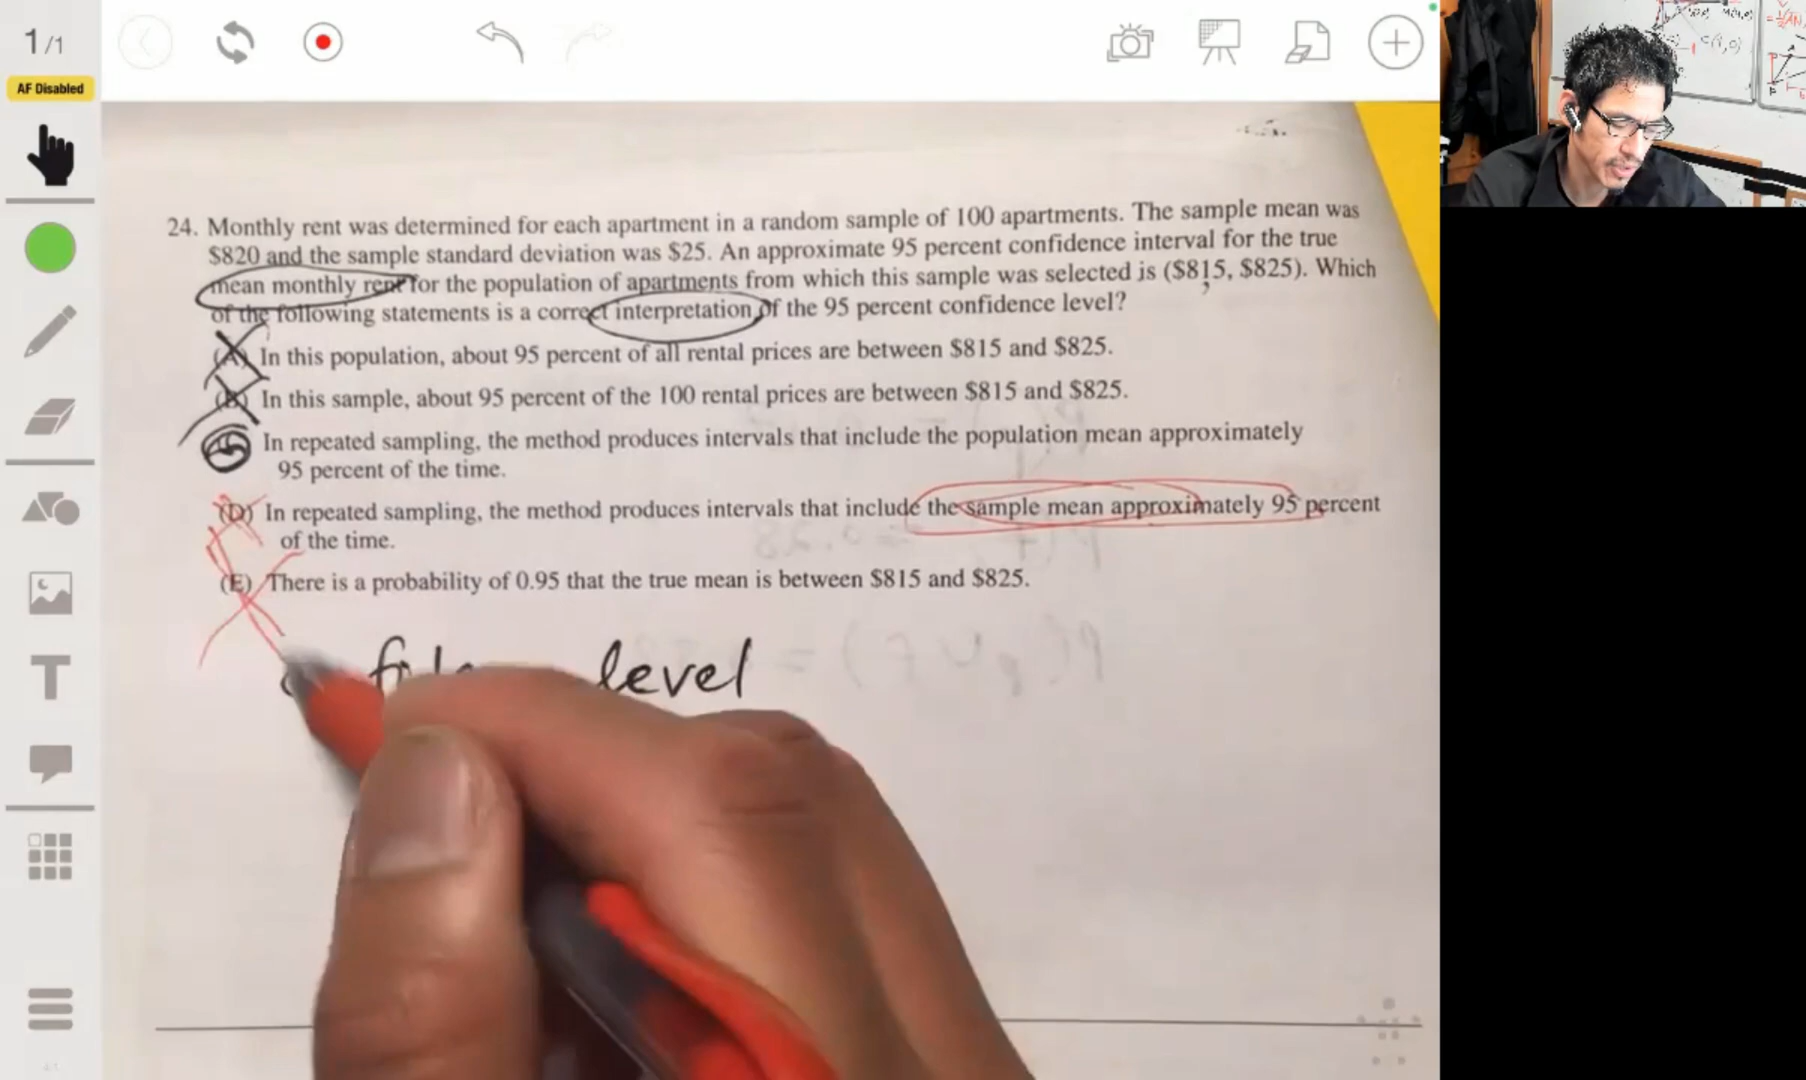 1/1
AF Disabled
24. Monthly rent was determined for each apartment in a random sample of 100 apartments. The sample mean was
$820 and the sample standard deviation was $25. An approximate 95 percent confidence interval for the true
mean monthly rent for the population of apartments from which this sample was selected is ($815, $825). Which
of the following statements is a correct interpretation of the 95 percent confidence level?
(A) In this population, about 95 percent of all rental prices are between $815 and $825.
(B) In this sample, about 95 percent of the 100 rental prices are between $815 and $825.
In repeated sampling, the method produces intervals that include the population mean approximately
95 percent of the time.
(D) In repeated sampling, the method produces intervals that include the sample mean approximately 95 percent
of the time.
(E) There is a probability of 0.95 that the true mean is between $815 and $825.
level
T